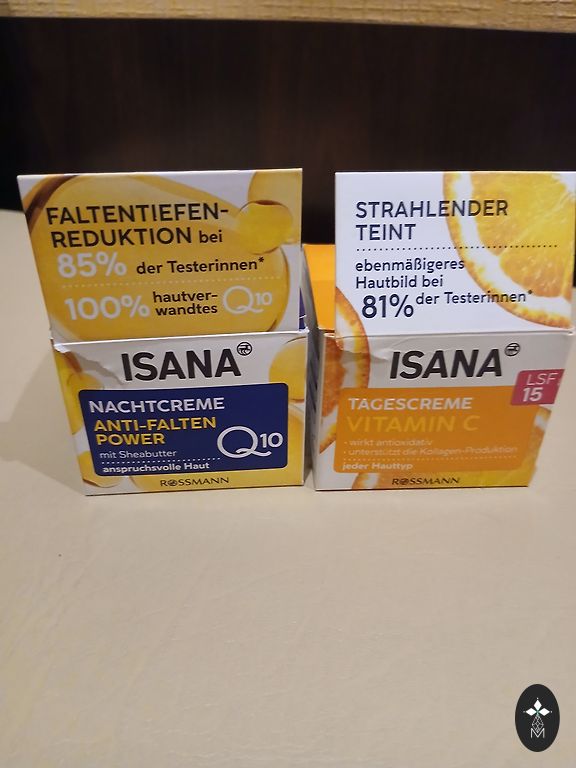 FALTENTIEFEN-
REDUKTION bei
85% der Testerinnen*
100% hautver-
wandtes Q10
ISANA
NACHTCREME
ANTI-FALTEN
POWER
Q10
mit Sheabutter
anspruchsvolle Haut
ROSSMANN
STRAHLENDER
TEINT
ebenmäßigeres
Hautbild bei
81% der Testerinnen*
ISANA
LSF
15
TAGESCREME
VITAMIN C
• wirkt antioxidativ
• unterstützt die Kollagen-Produktion
jeder Hauttyp
ROSSMANN
M